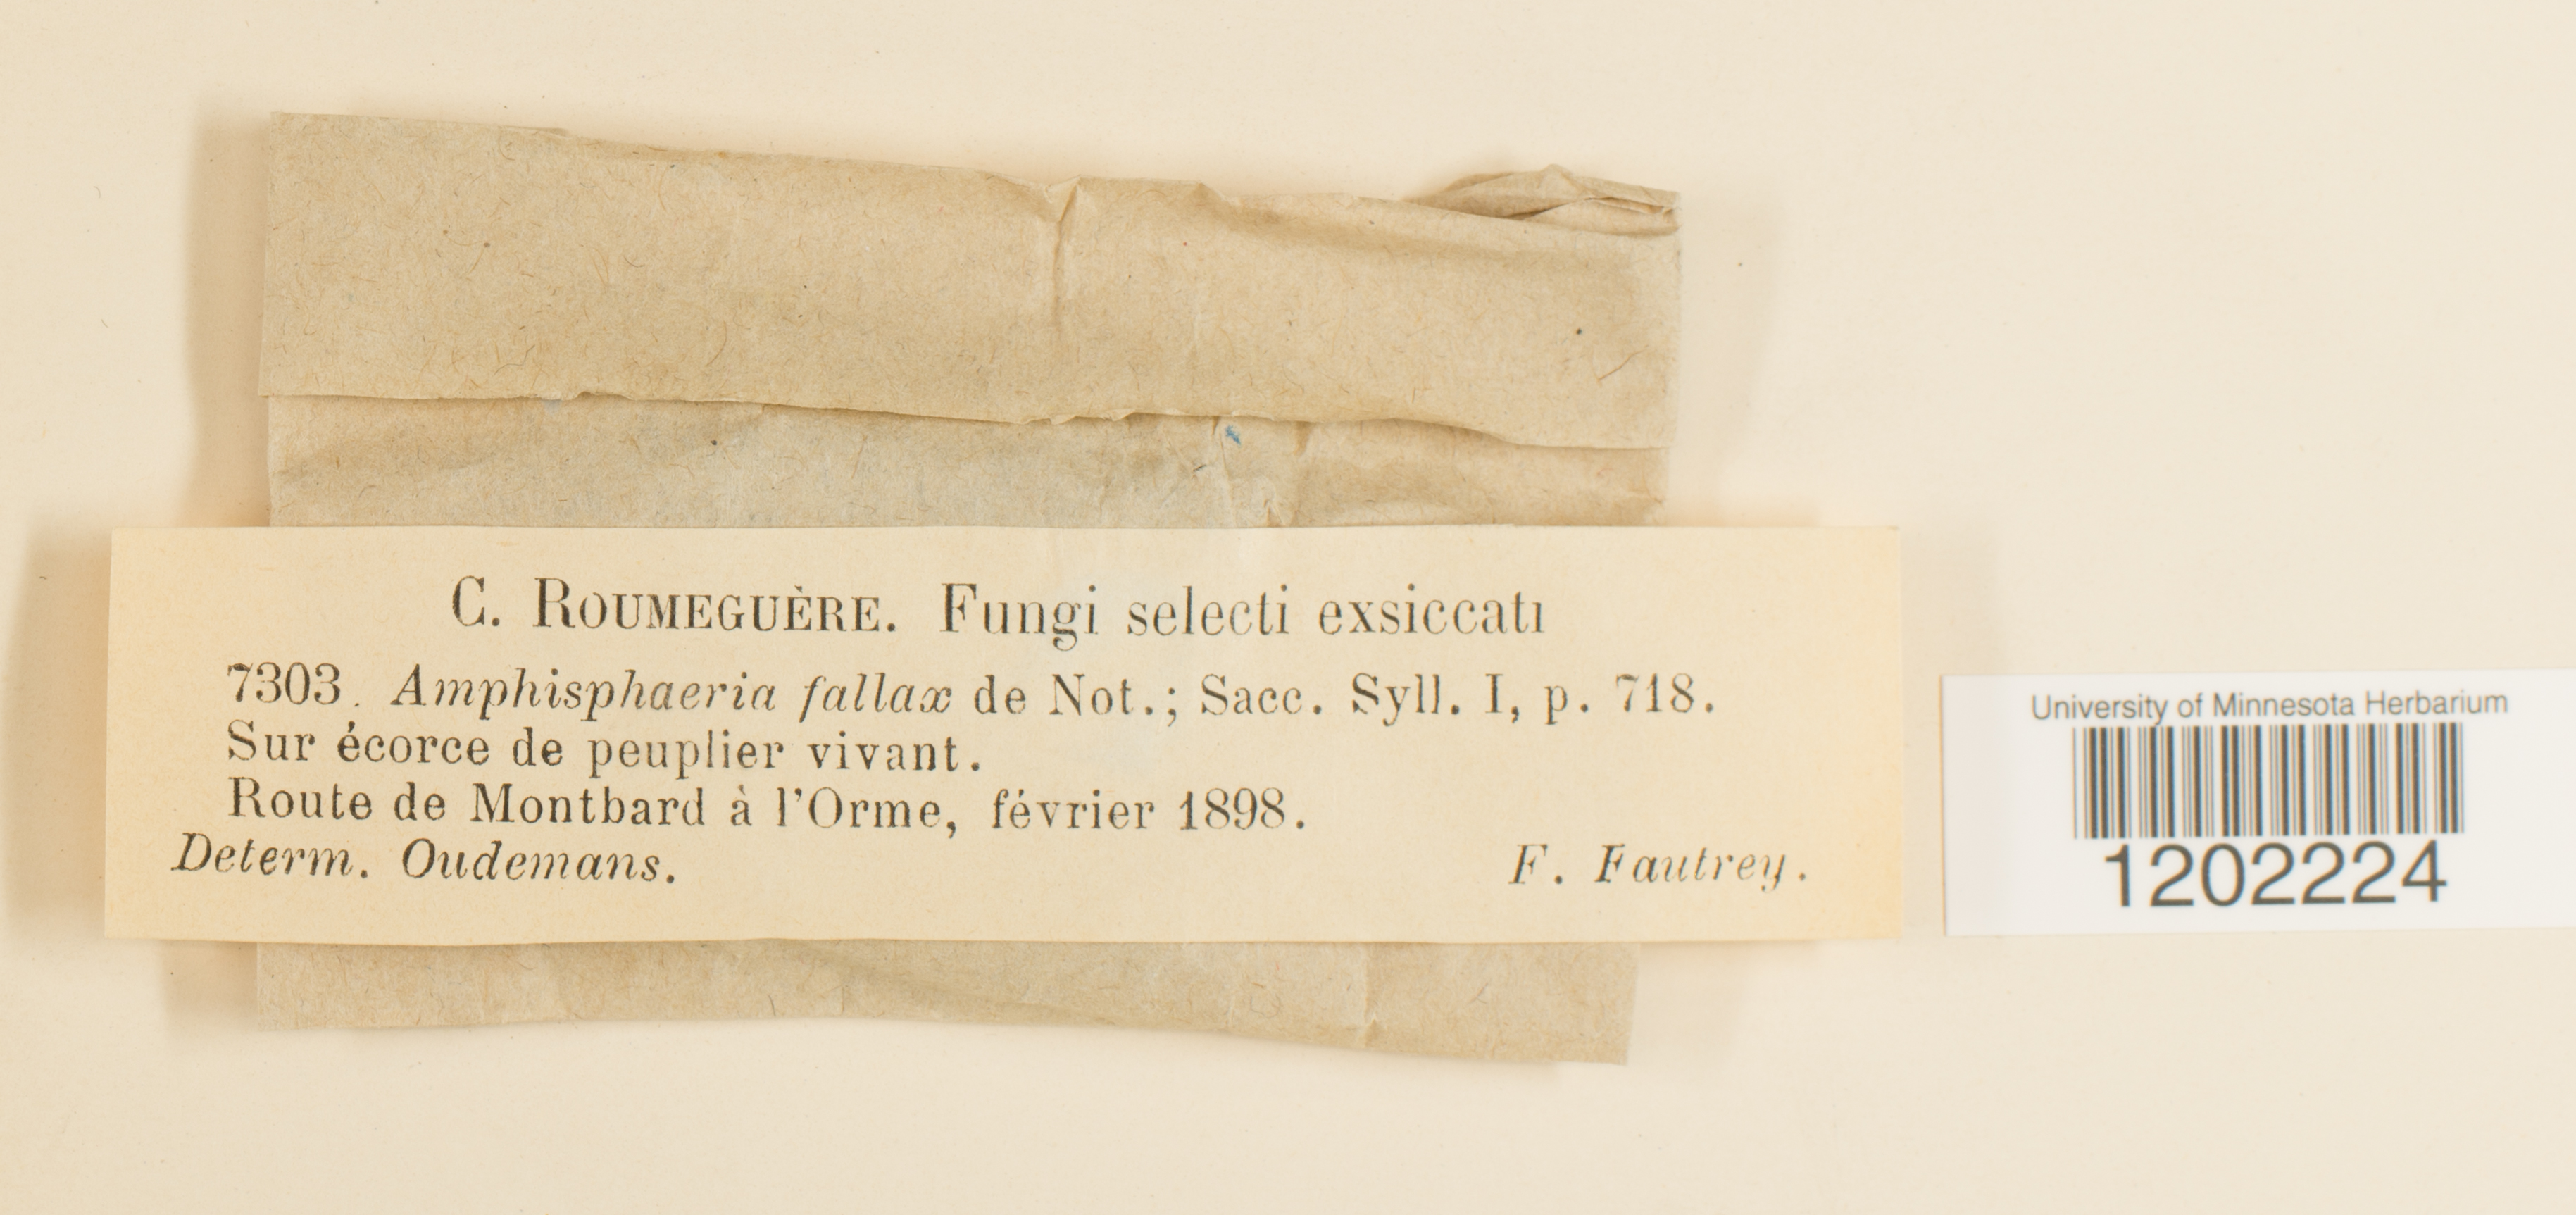 C. ROUMEGUÈRE. Fungi selecti exsiccati
7303. Amphisphaeria fallax de Not.; Sacc. Syll. I, p. 718.
Sur écorce de peuplier vivant.
Route de Montbard à l'Orme, février 1898.
Determ. Oudemans. F. Fautrey.
University of Minnesota Herbarium
1202224